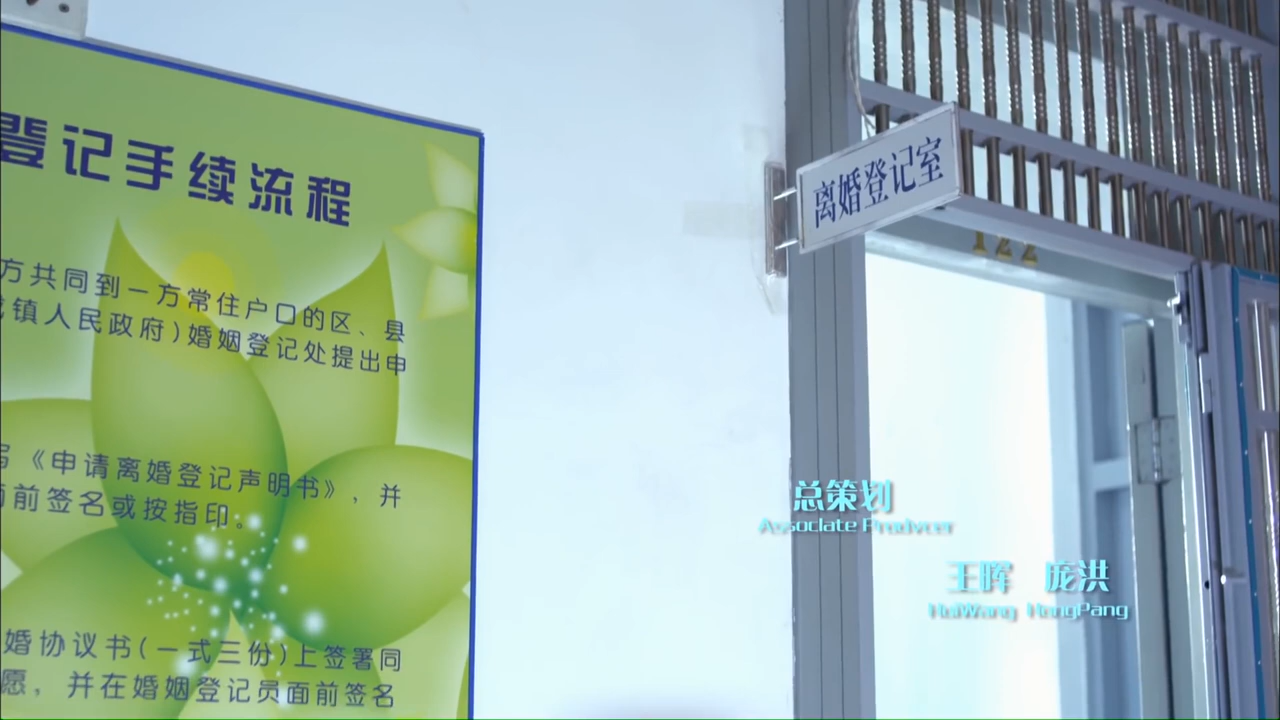 登记手续流程
方共同到一方常住户口的区、县
镇人民政府)婚姻登记处提出申
《申请离婚登记声明书》，并
前签名或按指印。
婚协议书(一式三份)上签署同
愿，并在婚姻登记员面前签名
离婚登记室
122
总策划
Associate Prodvcer
王晖 庞洪
HuiWang HongPang